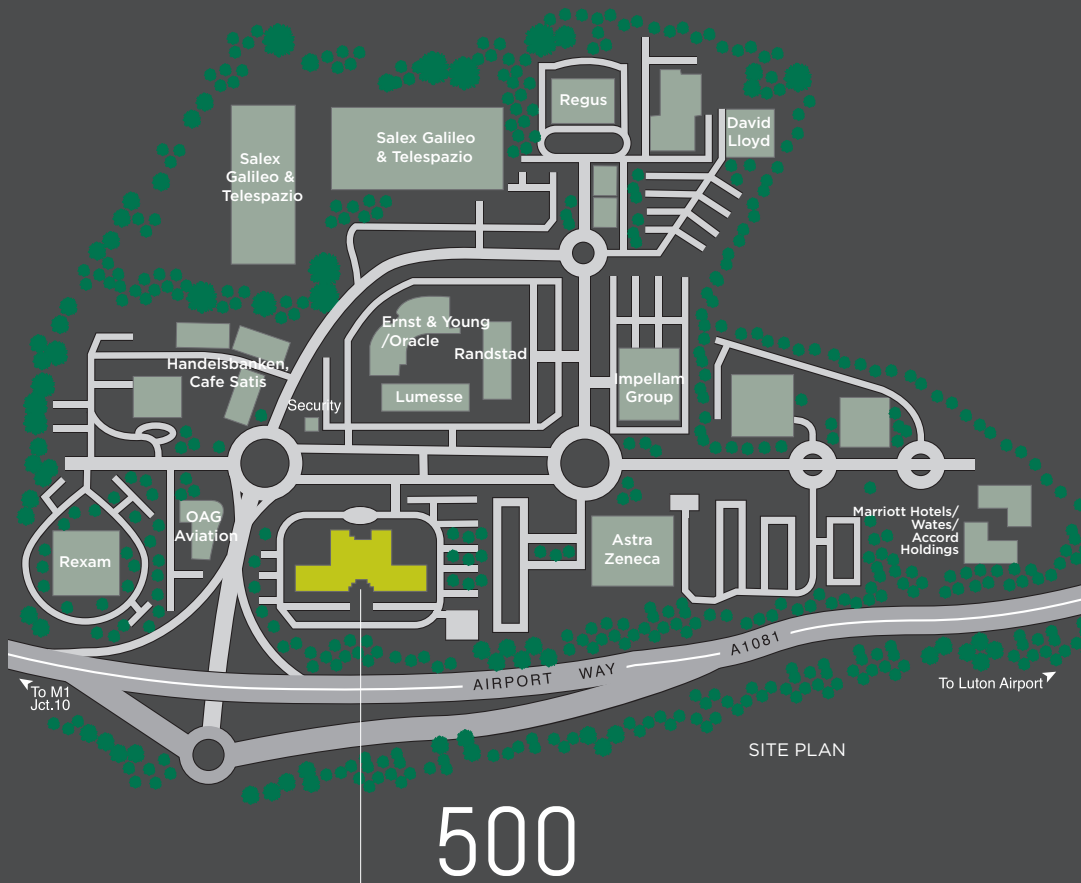 Regus
David
Lloyd
Salex Galileo
& Telespazio
Salex
Galileo &
Telespazio
Ernst & Young
/Oracle
Randstad
Handelsbanken,
Cafe Satis
Lumesse
Impellam
Group
Security
OAG
Aviation
Rexam
Astra
Zeneca
Marriott Hotels/
Wates/
Accord
Holdings
AIRPORT WAY A1081
To M1
Jct.10
To Luton Airport
SITE PLAN
500